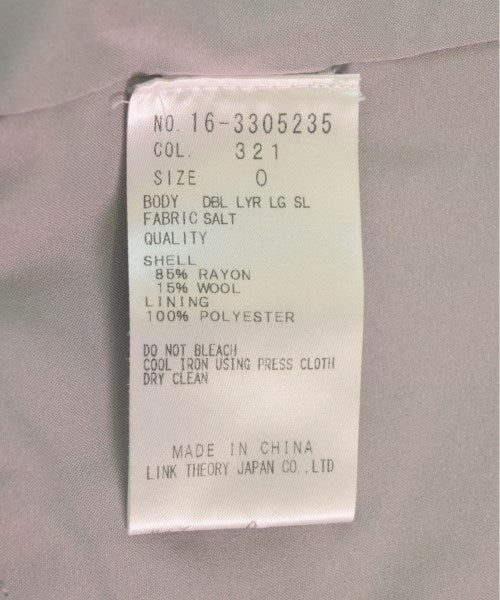 NO. 16-3305235
COL. 321
SIZE 0
BODY DBL LYR LG SL
FABRIC SALT
QUALITY
SHELL
85% RAYON
15% WOOL
LINING
100% POLYESTER
DO NOT BLEACH
COOL IRON USING PRESS CLOTH
DRY CLEAN
MADE IN CHINA
LINK THEORY JAPAN CO.,LTD